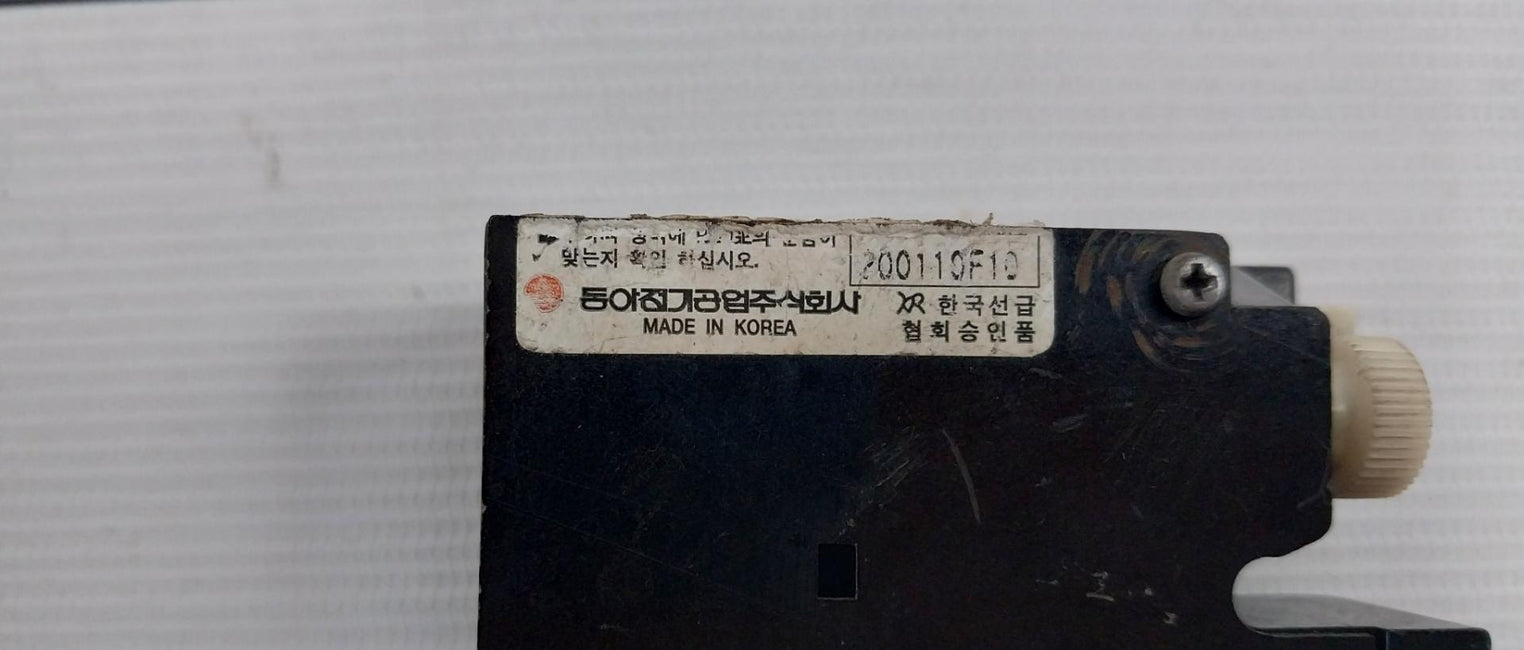 맞는지 확인 하십시오.
200110F10
동아전기공업주식회사
MADE IN KOREA
KR 한국선급
협회승인품